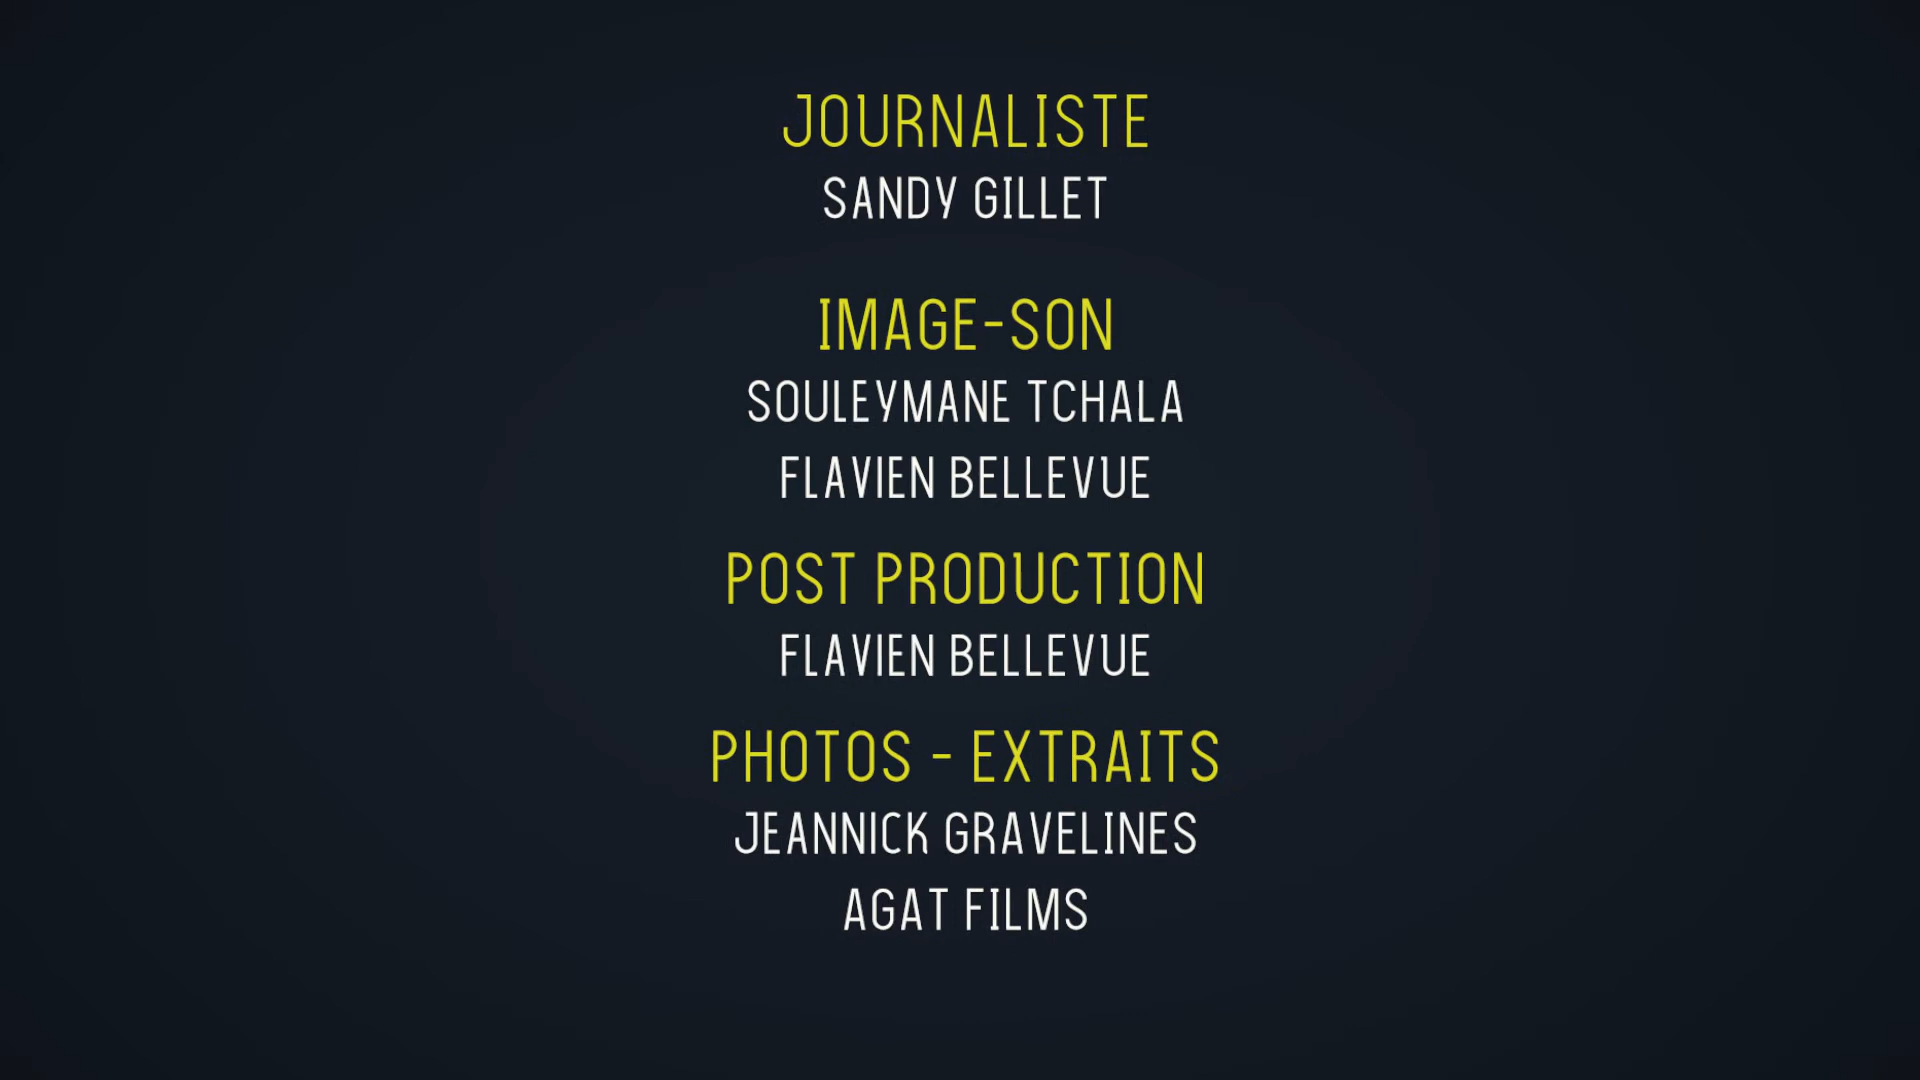 JOURNALISTE
SANDY GILLET
IMAGE-SON
SOULEYMANE TCHALA
FLAVIEN BELLEVUE
POST PRODUCTION
FLAVIEN BELLEVUE
PHOTOS - EXTRAITS
JEANNICK GRAVELINES
AGAT FILMS